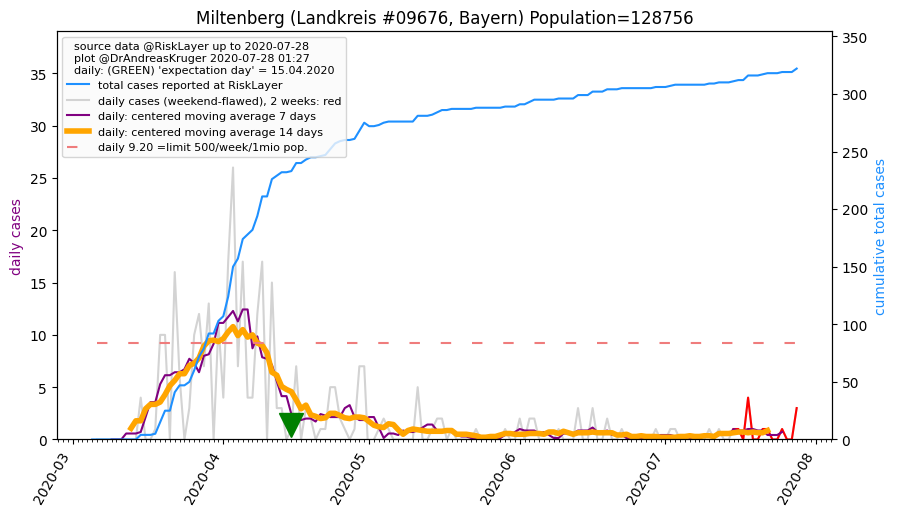 Miltenberg (Landkreis #09676, Bayern) Population=128756
source data @RiskLayer up to 2020-07-28
plot @DrAndreasKruger 2020-07-28 01:27
daily: (GREEN) 'expectation day' = 15.04.2020
total cases reported at RiskLayer
daily cases (weekend-flawed), 2 weeks: red
daily: centered moving average 7 days
daily: centered moving average 14 days
daily 9.20 =limit 500/week/1mio pop.
daily cases
35
30
25
20
15
10
5
0
cumulative total cases
350
300
250
200
150
100
50
0
2020-03
2020-04
2020-05
2020-06
2020-07
2020-08